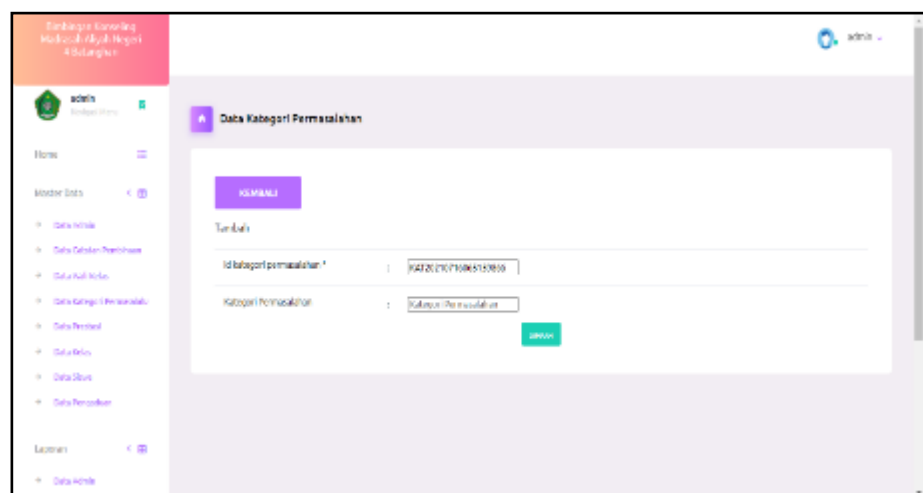 Bimbingan Konseling
Madrasah Aliyah Negeri
4 Balanghan
admin
admin
Data Kategori Permasalahan
Home
KEMBALI
Master Data
Tambah
Data Admin
Data Catatan Pembinaan
Id kategori permasalahan * :
Data Wali Kelas
Data Kategori Permasalah
Kategori Permasalahan : Kategori Permasalahan
Data Prestasi
SIMPAN
Data Kelas
Data Siswa
Data Pengaduan
Laporan
Data Admin